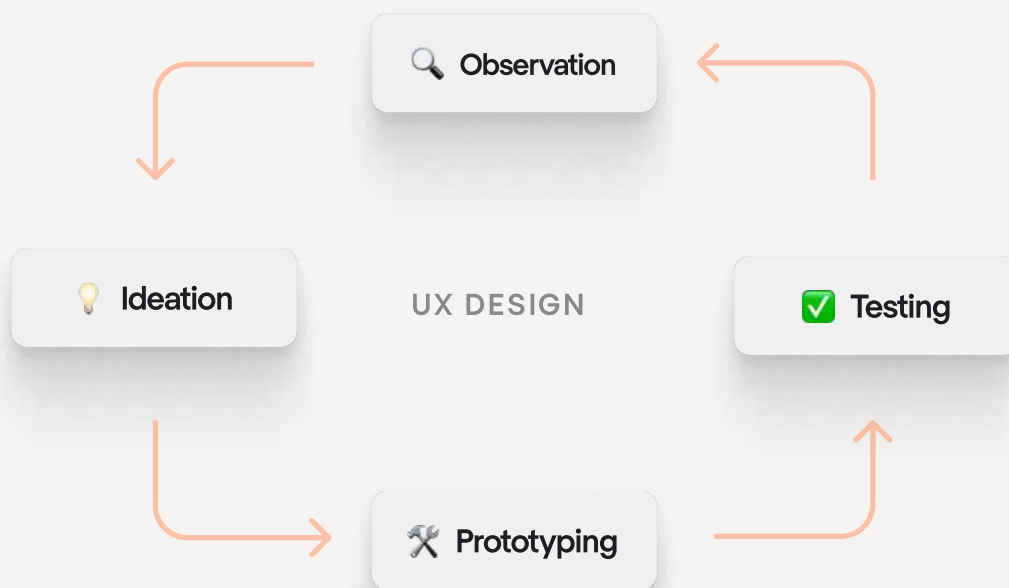 Observation
Ideation
UX DESIGN
Testing
Prototyping